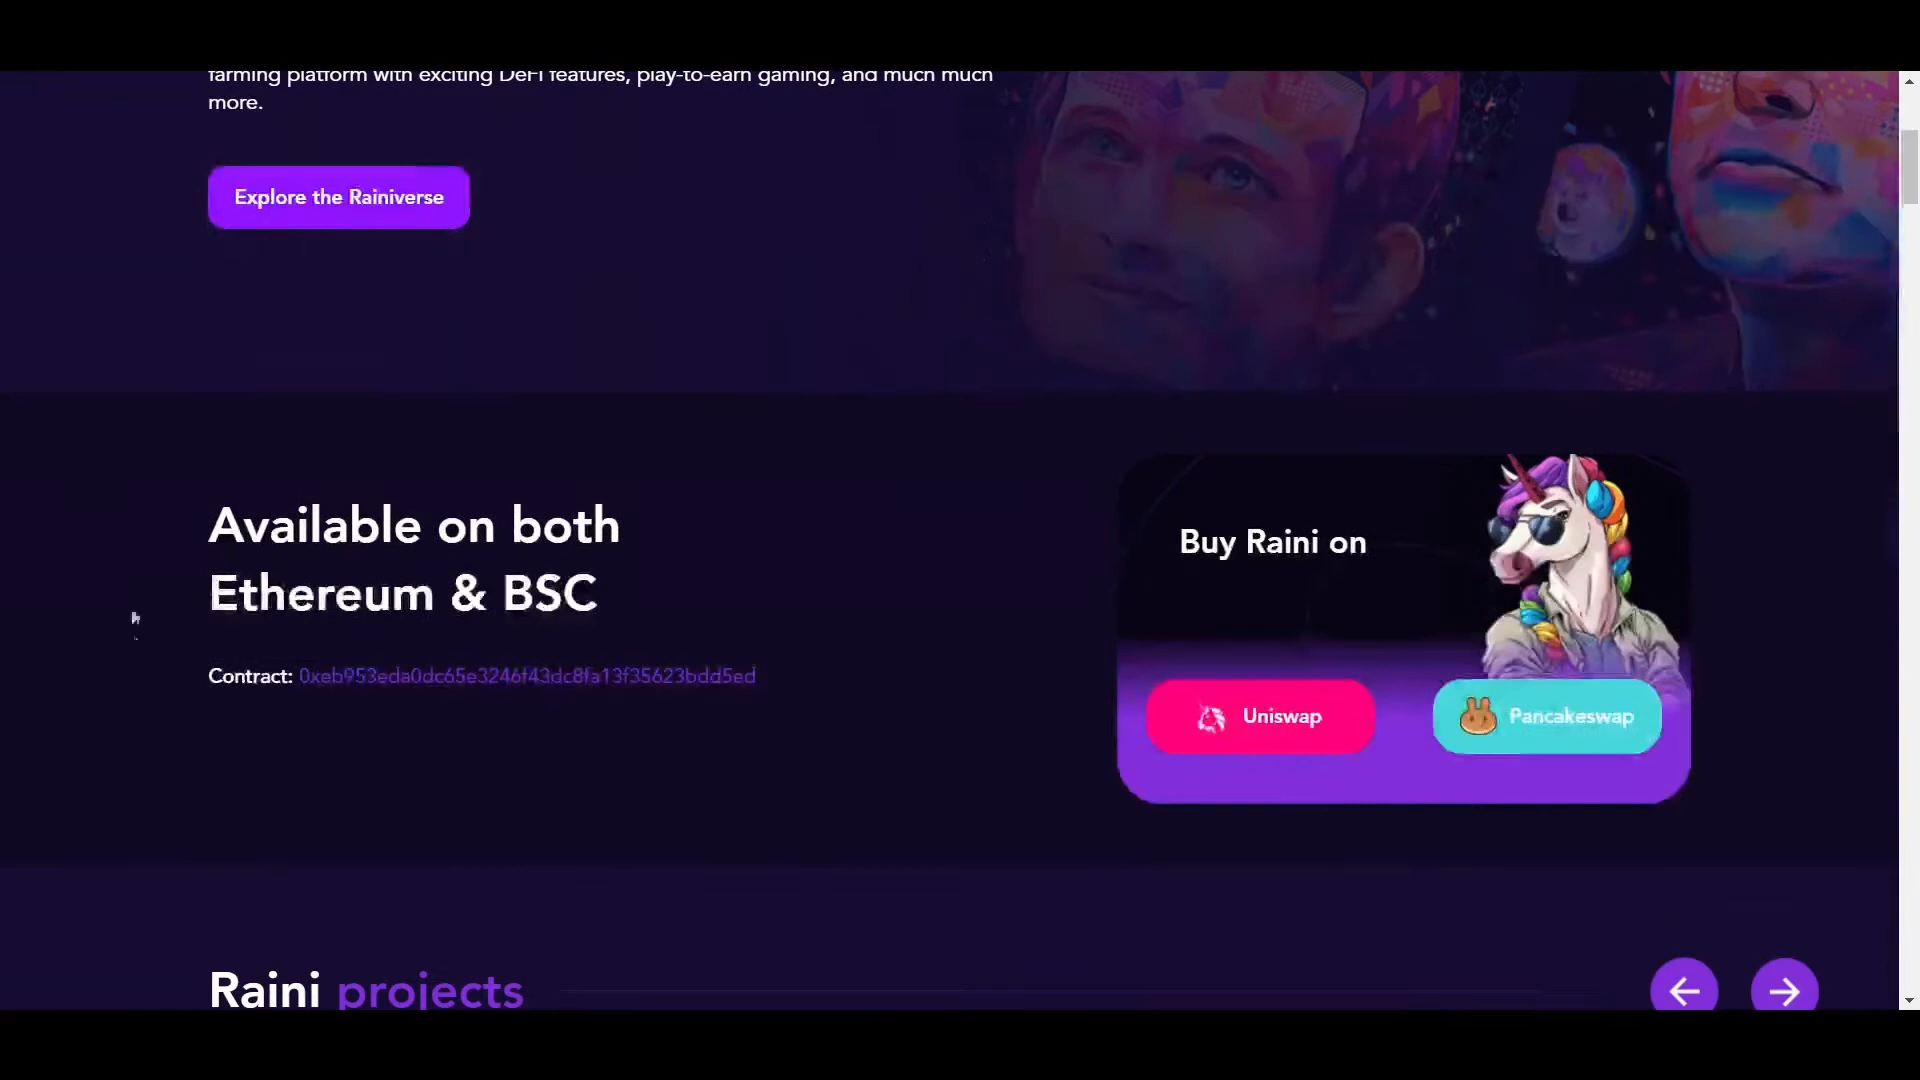 farming platform with exciting DeFi features, play-to-earn gaming, and much much
more.
Explore the Rainiverse
Available on both
Ethereum & BSC
Contract: 0xeb953eda0dc65e3246f43dc8fa13f35623bdd5ed
Buy Raini on
Uniswap
Pancakeswap
Raini projects